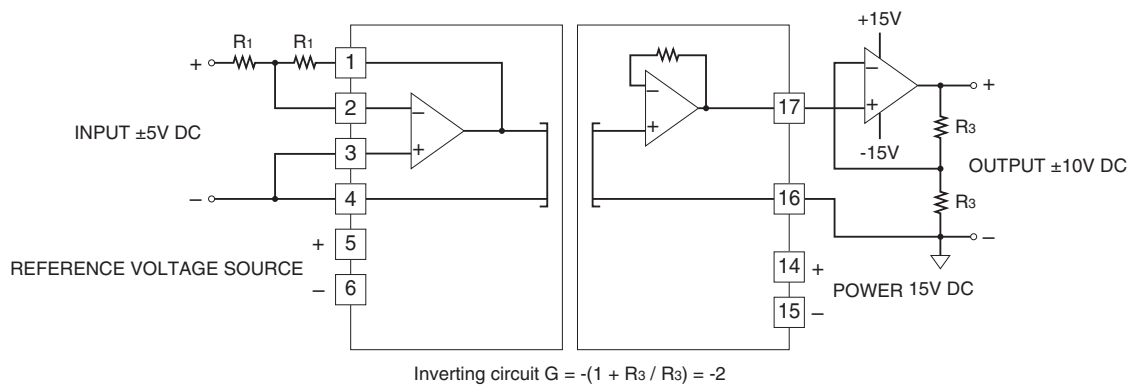 +15V
R1 R1
+ 1
− 2 −
INPUT ±5V DC
3 +
− 4
−
+
17
−
+
-15V
+
R3
OUTPUT ±10V DC
R3
16
−
+ 5
REFERENCE VOLTAGE SOURCE
− 6
14 +
POWER 15V DC
15 −
Inverting circuit G = -(1 + R3 / R3) = -2